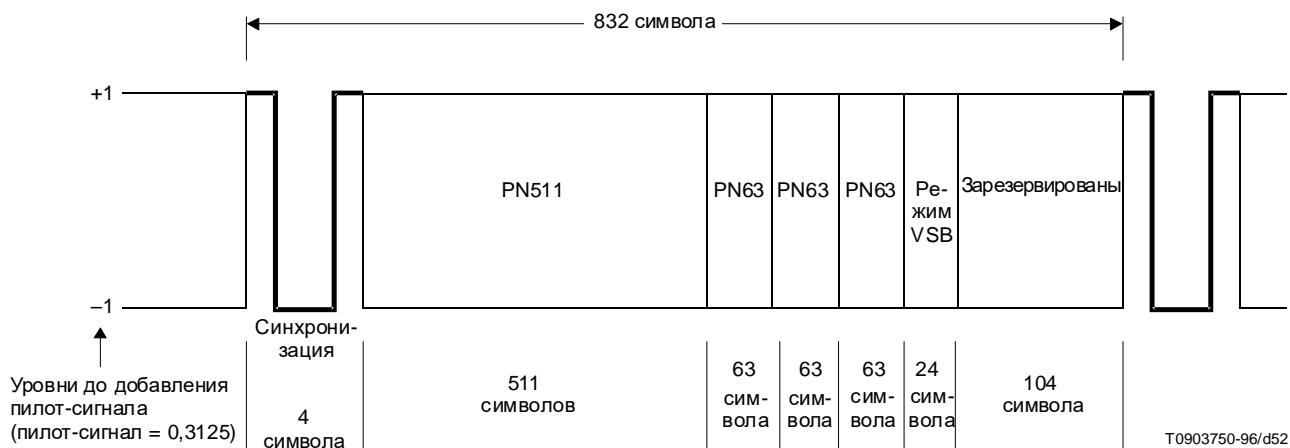 832 символа
+1
PN511
PN63
PN63
PN63
Ре-
жим
VSB
Зарезервированы
–1
Синхрони-
зация
Уровни до добавления
пилот-сигнала
(пилот-сигнал = 0,3125)
4
символа
511
символов
63
сим-
вола
63
сим-
вола
63
сим-
вола
24
сим-
вола
104
символа
T0903750-96/d52